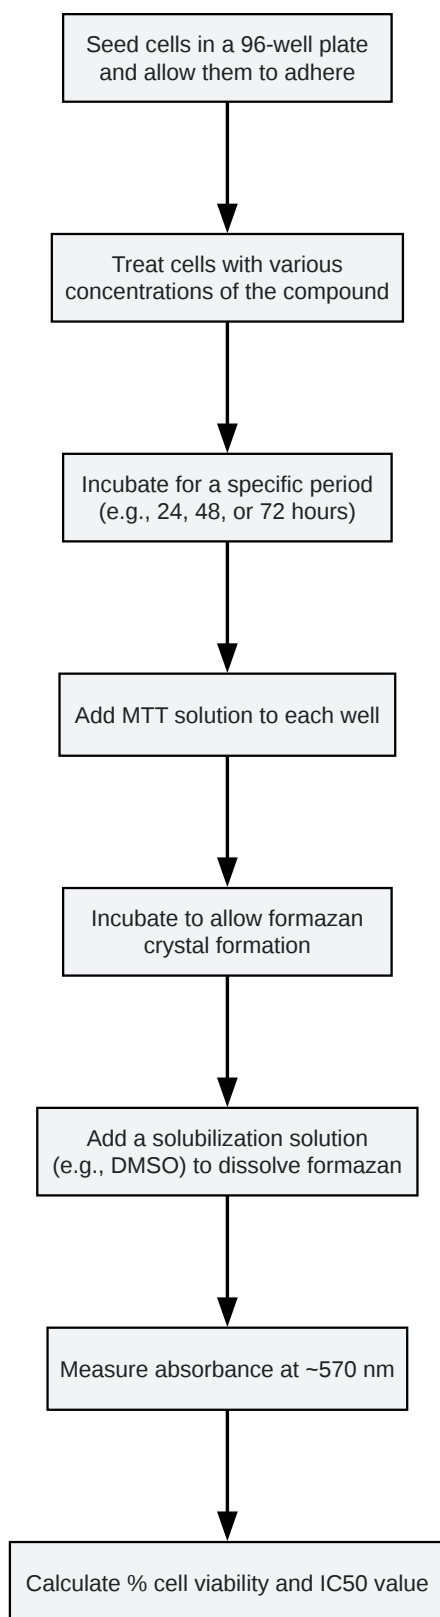 Seed cells in a 96-well plate
and allow them to adhere
Treat cells with various
concentrations of the compound
Incubate for a specific period
(e.g., 24, 48, or 72 hours)
Add MTT solution to each well
Incubate to allow formazan
crystal formation
Add a solubilization solution
(e.g., DMSO) to dissolve formazan
Measure absorbance at ~570 nm
Calculate % cell viability and IC50 value